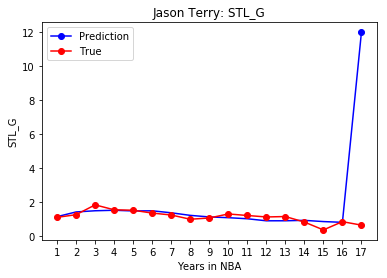 Jason Terry: STL_G
Prediction
True
12
10
8
6
4
2
0
STL_G
1 2 3 4 5 6 7 8 9 10 11 12 13 14 15 16 17
Years in NBA